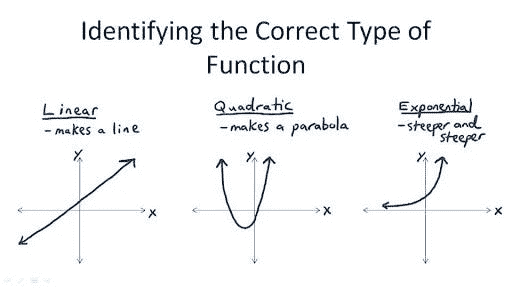 Identifying the Correct Type of
Function
Linear
- makes a line
Quadratic
- makes a parabola
Exponential
- steeper and
steeper
Y
X
Y
X
Y
X